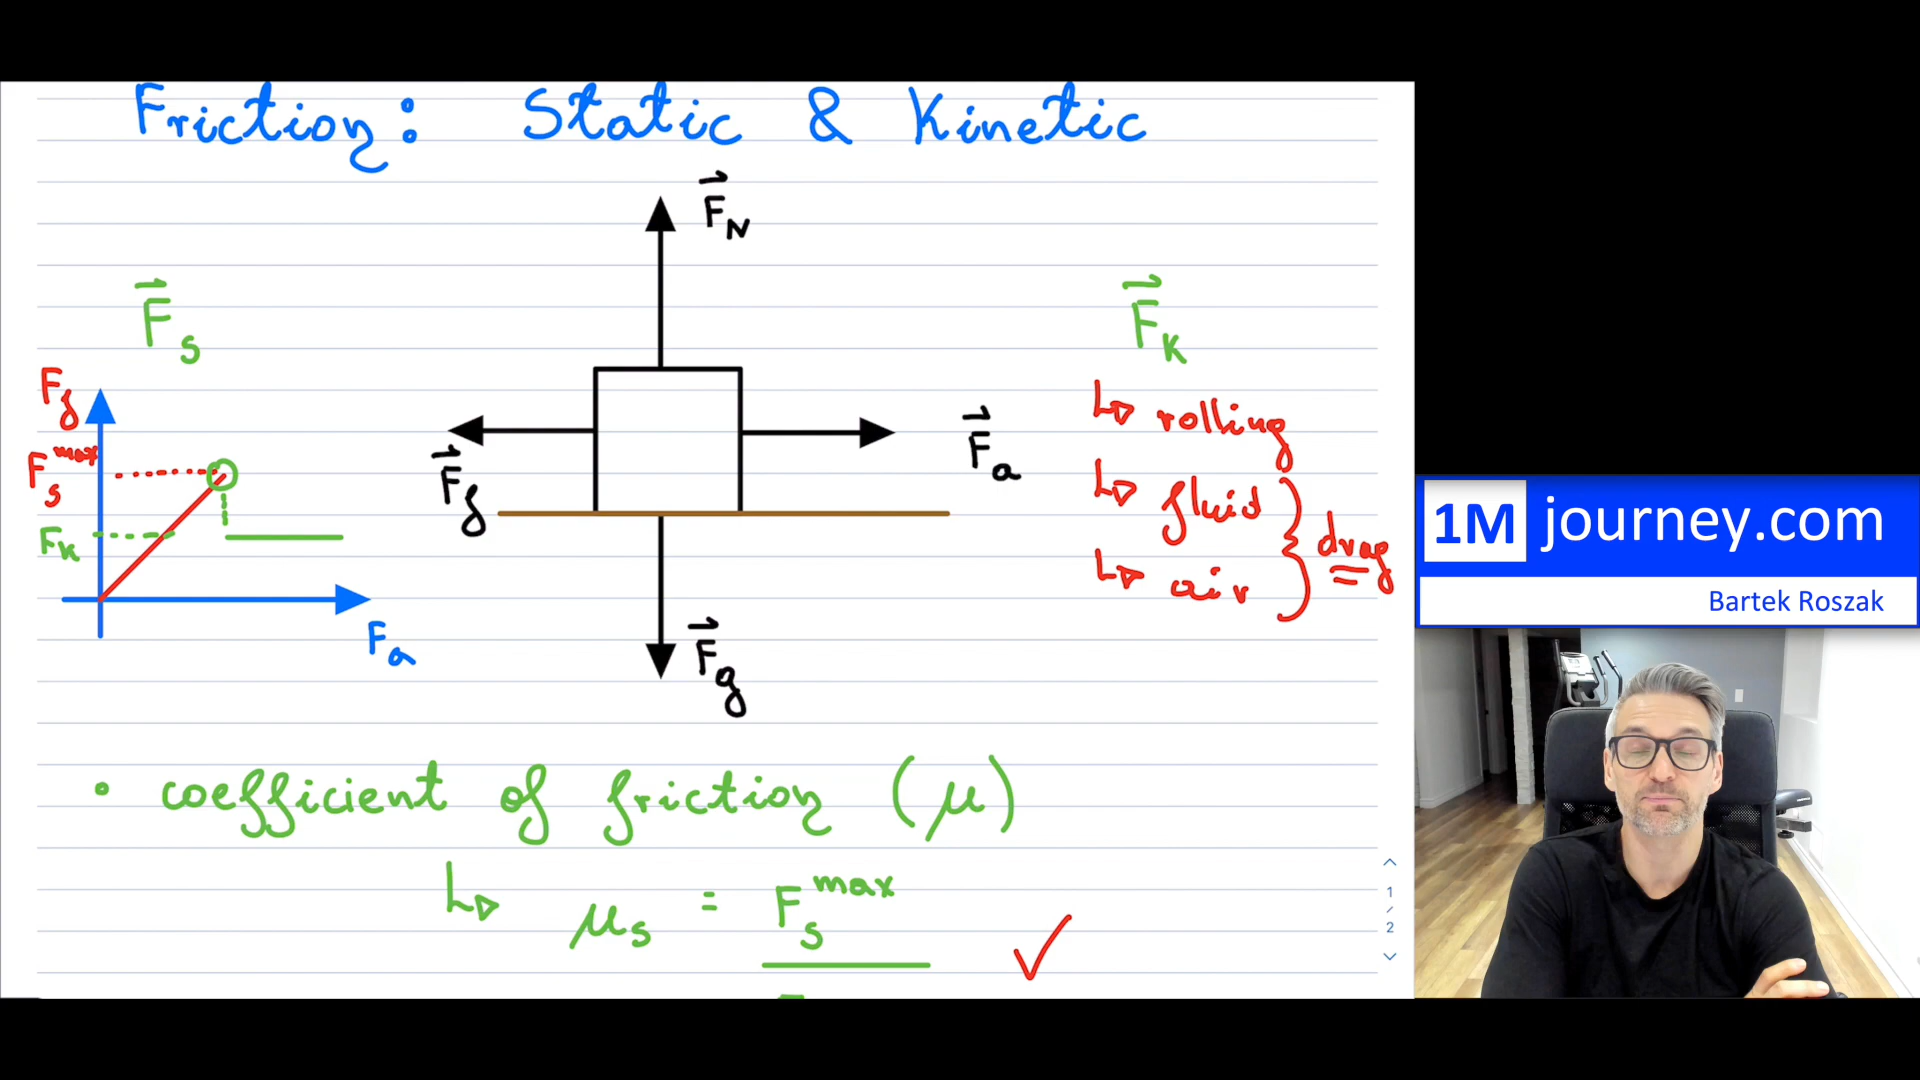 Friction: Static & Kinetic
F_N
F_s
F_k
F_f
F_s^max
F_k
F_a
F_f
F_a
F_g
rolling
fluid
air
drag
• coefficient of friction (μ)
μ_s = F_s^max
1
/
2
1M journey.com
Bartek Roszak